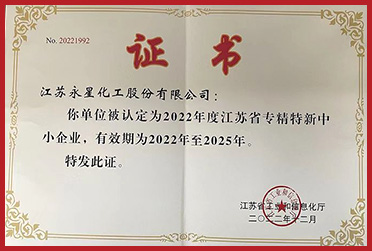 No. 20221992
证书
江苏永星化工股份有限公司：
你单位被认定为2022年度江苏省专精特新中
小企业，有效期为2022年至2025年。
特发此证。
江苏省工业和信息化厅
二〇二二年十二月